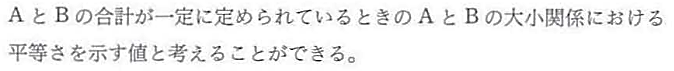 AとBの合計が一定に定められているときのAとBの大小関係における
平等さを示す値と考えることができる。